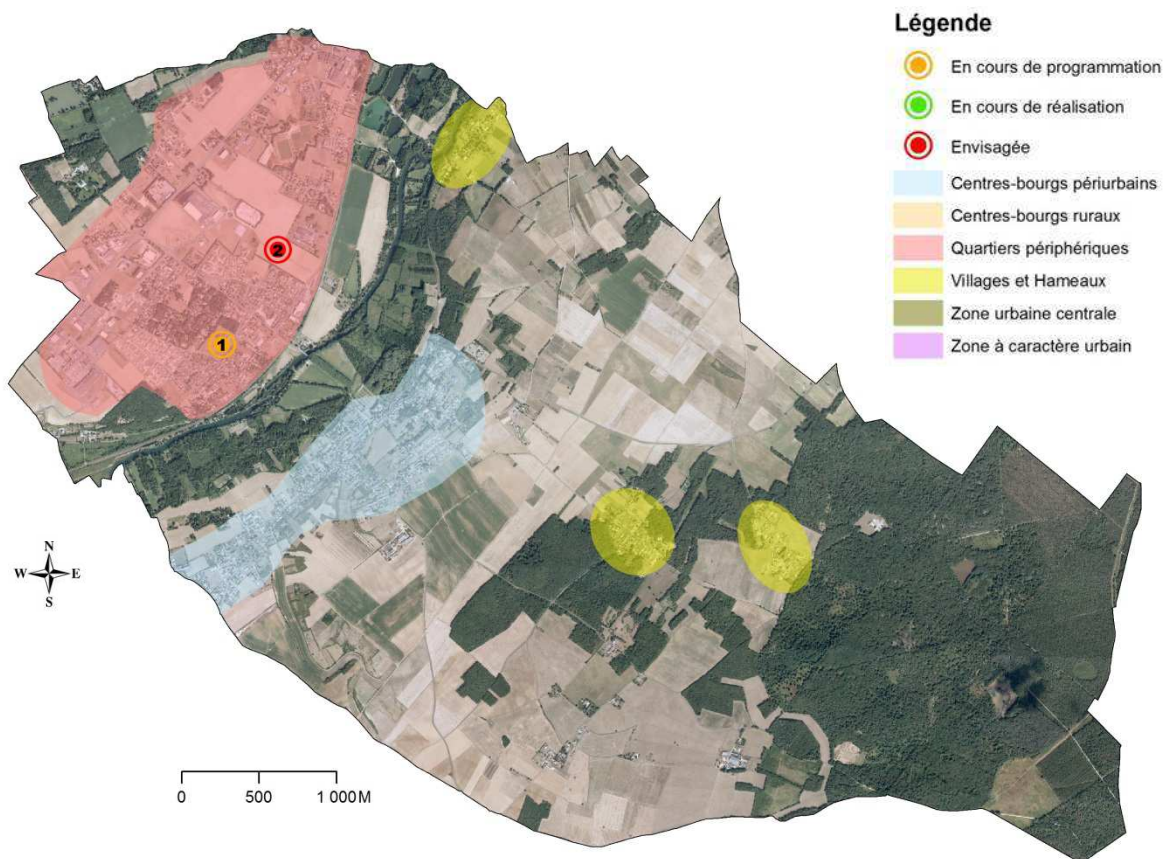 Légende
En cours de programmation
En cours de réalisation
Envisagée
Centres-bourgs périurbains
Centres-bourgs ruraux
Quartiers périphériques
Villages et Hameaux
Zone urbaine centrale
Zone à caractère urbain
2
1
N
W E
S
0 500 1 000M